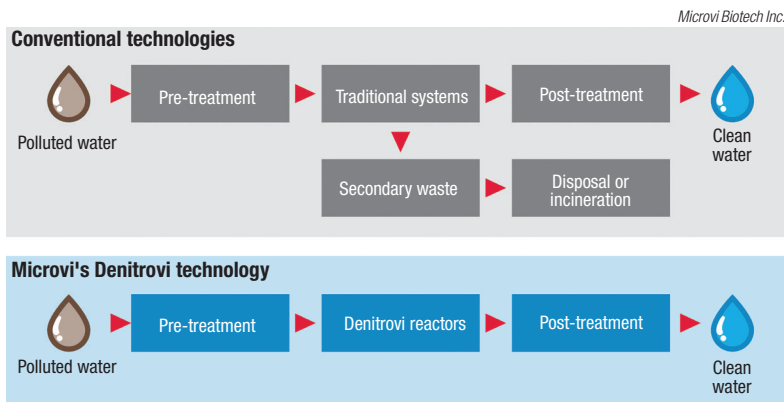 Microvi Biotech Inc.
Conventional technologies
Polluted water
Pre-treatment
Traditional systems
Post-treatment
Clean
water
Secondary waste
Disposal or
incineration
Microvi's Denitrovi technology
Polluted water
Pre-treatment
Denitrovi reactors
Post-treatment
Clean
water